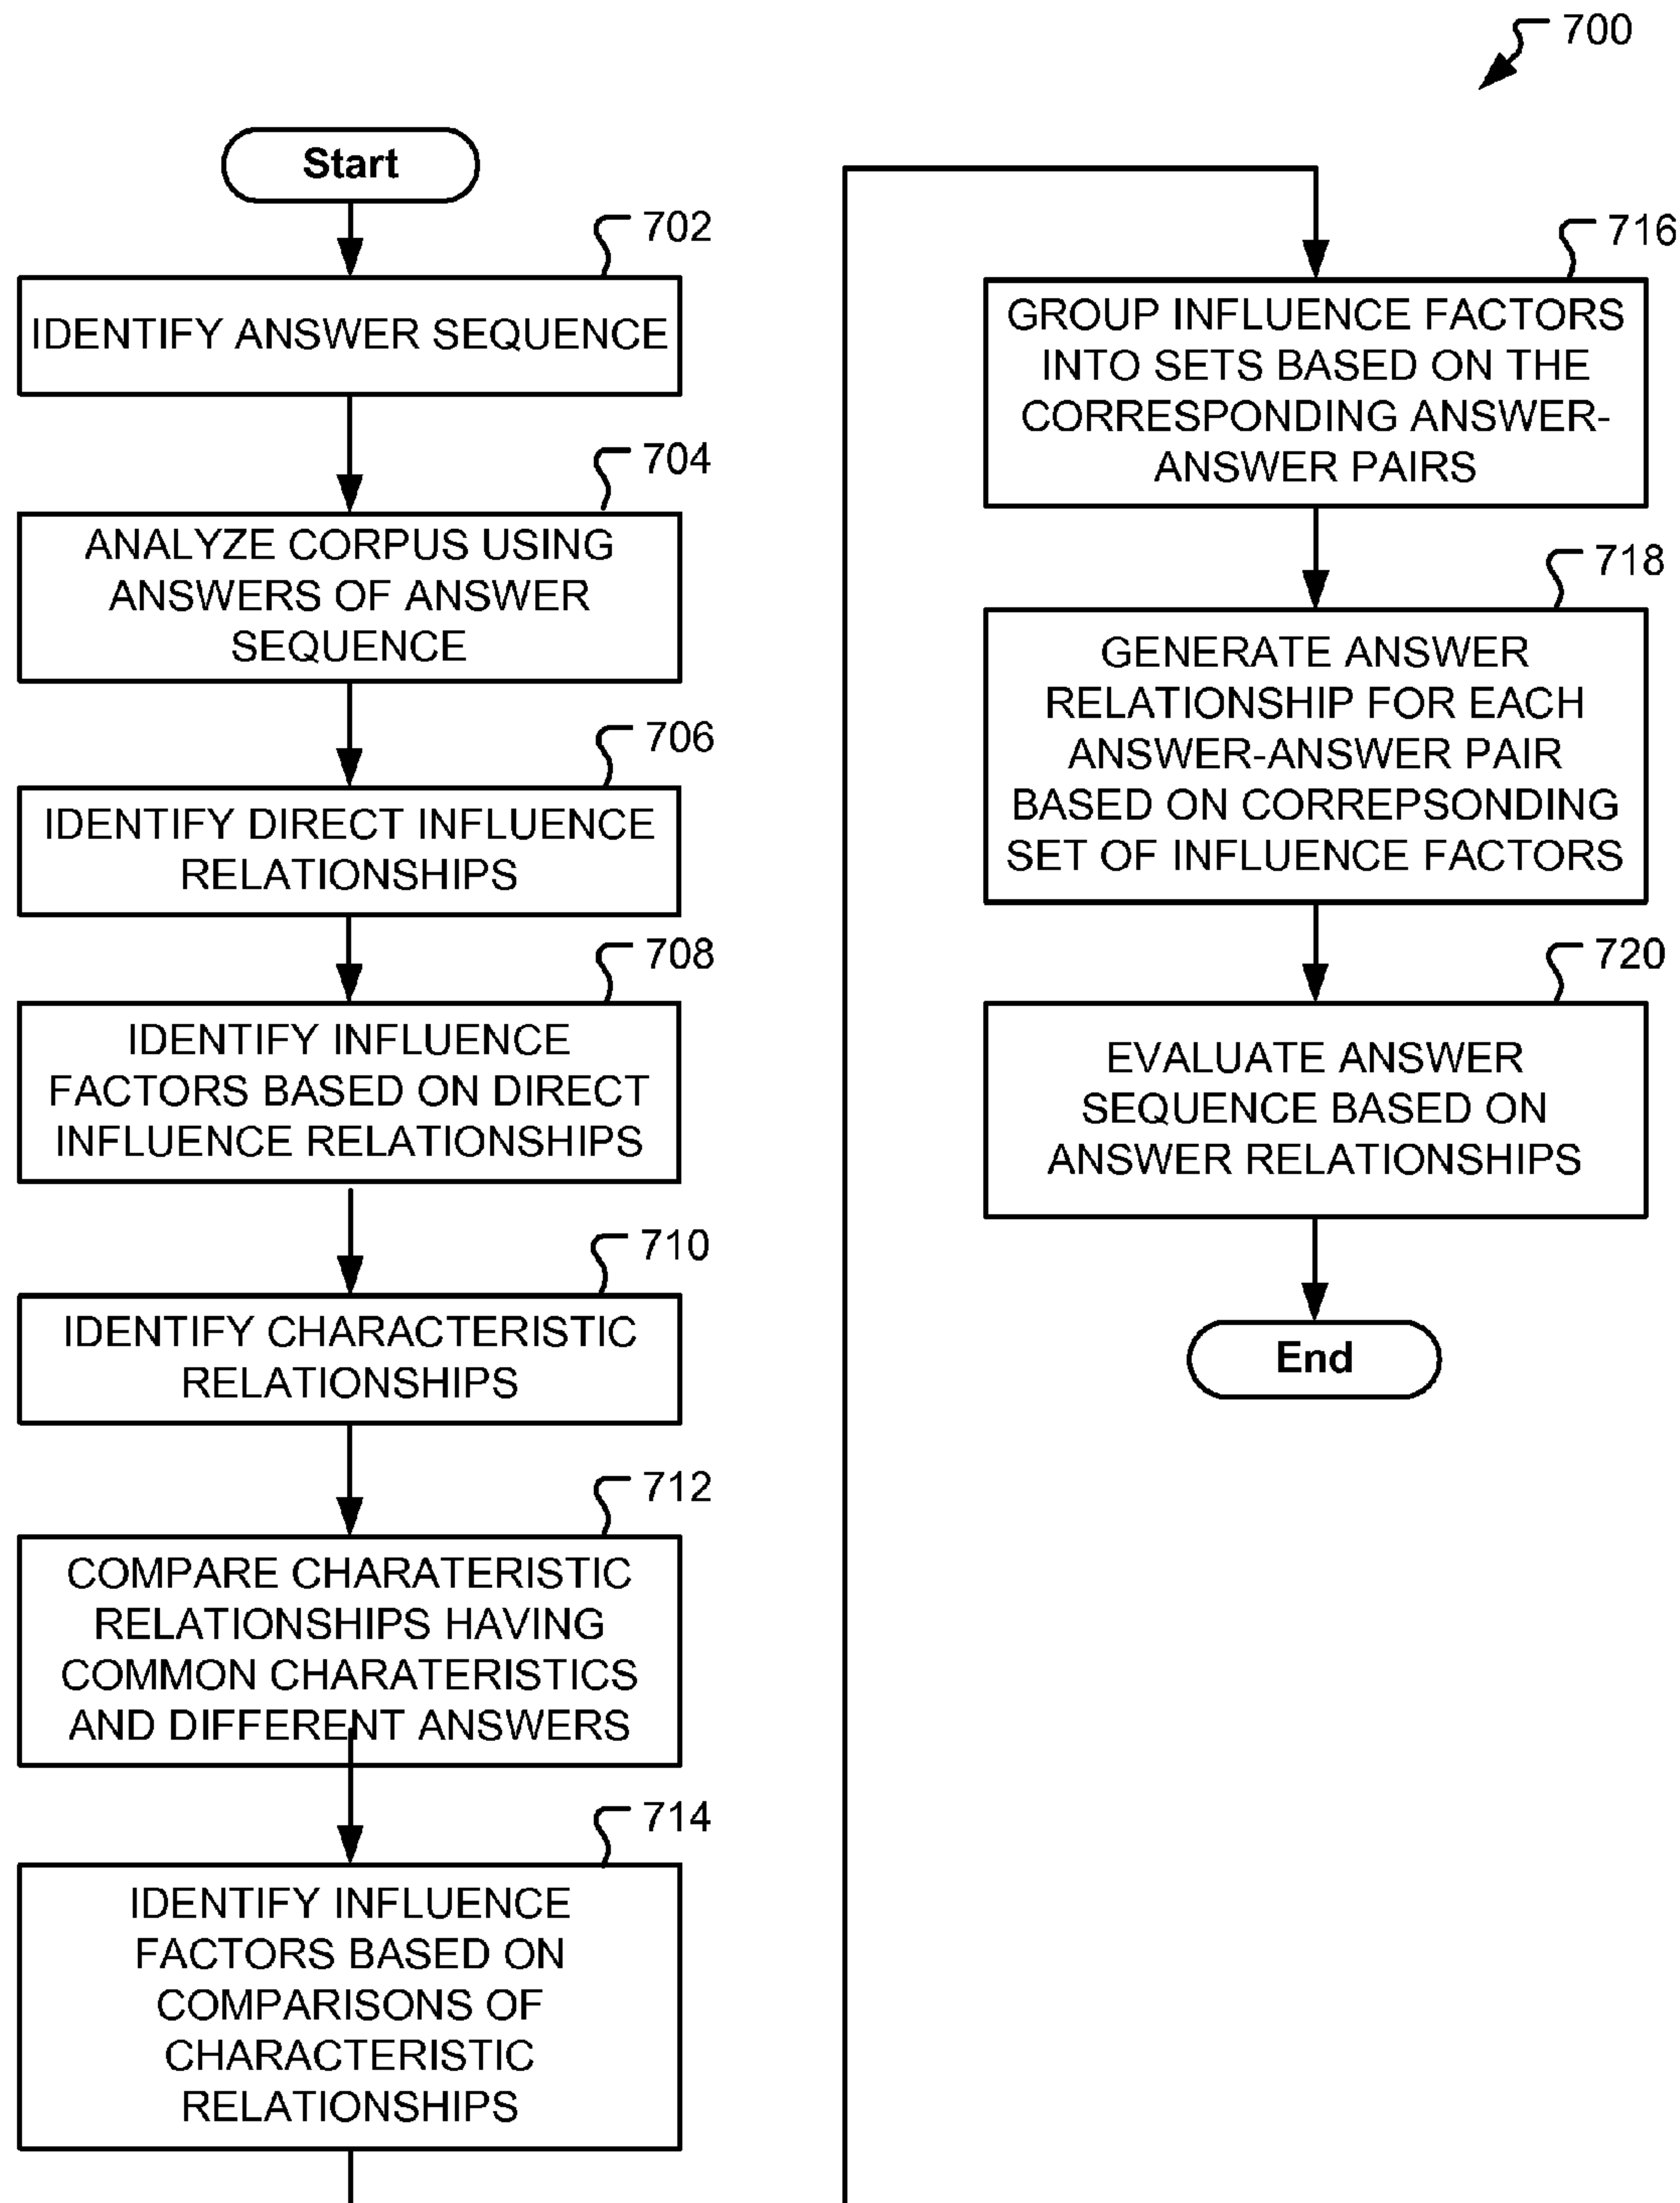 700
Start
702
IDENTIFY ANSWER SEQUENCE
704
ANALYZE CORPUS USING
ANSWERS OF ANSWER
SEQUENCE
706
IDENTIFY DIRECT INFLUENCE
RELATIONSHIPS
708
IDENTIFY INFLUENCE
FACTORS BASED ON DIRECT
INFLUENCE RELATIONSHIPS
710
IDENTIFY CHARACTERISTIC
RELATIONSHIPS
712
COMPARE CHARATERISTIC
RELATIONSHIPS HAVING
COMMON CHARATERISTICS
AND DIFFERENT ANSWERS
714
IDENTIFY INFLUENCE
FACTORS BASED ON
COMPARISONS OF
CHARACTERISTIC
RELATIONSHIPS
716
GROUP INFLUENCE FACTORS
INTO SETS BASED ON THE
CORRESPONDING ANSWER-
ANSWER PAIRS
718
GENERATE ANSWER
RELATIONSHIP FOR EACH
ANSWER-ANSWER PAIR
BASED ON CORREPSONDING
SET OF INFLUENCE FACTORS
720
EVALUATE ANSWER
SEQUENCE BASED ON
ANSWER RELATIONSHIPS
End